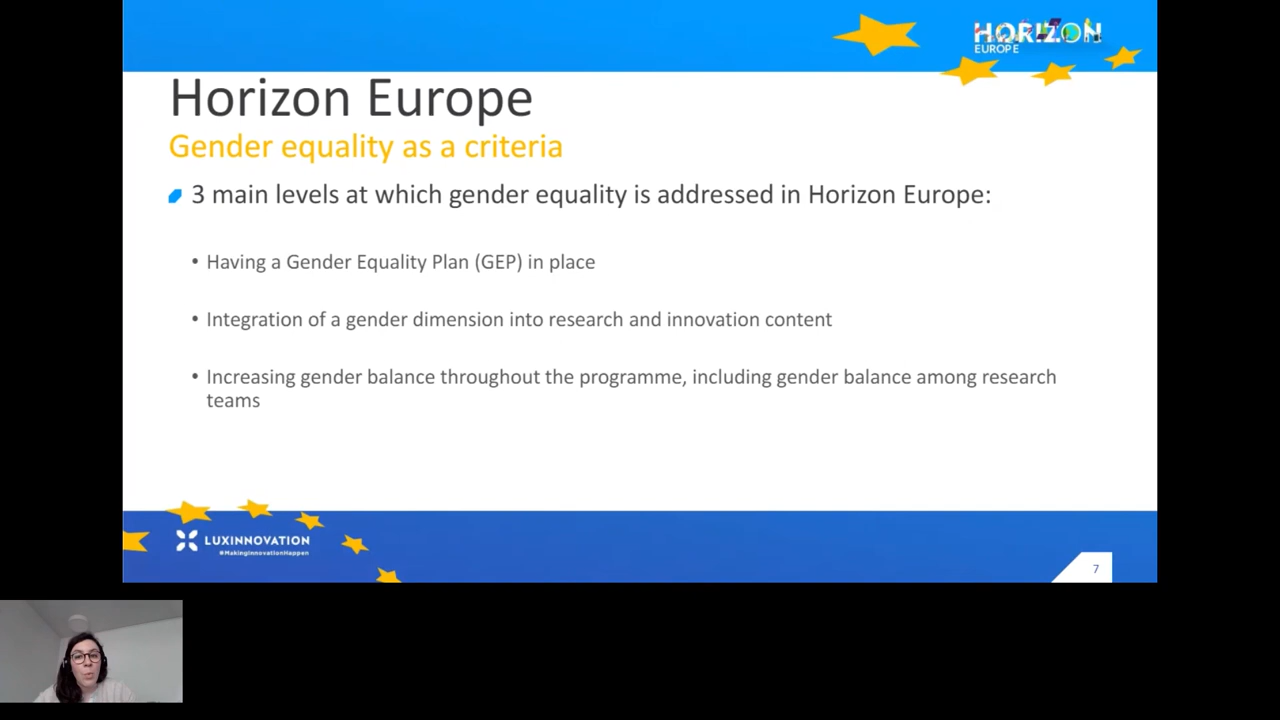 HORIZON
EUROPE
Horizon Europe
Gender equality as a criteria
3 main levels at which gender equality is addressed in Horizon Europe:
• Having a Gender Equality Plan (GEP) in place
• Integration of a gender dimension into research and innovation content
• Increasing gender balance throughout the programme, including gender balance among research
teams
LUXINNOVATION
#MakingInnovationHappen
7